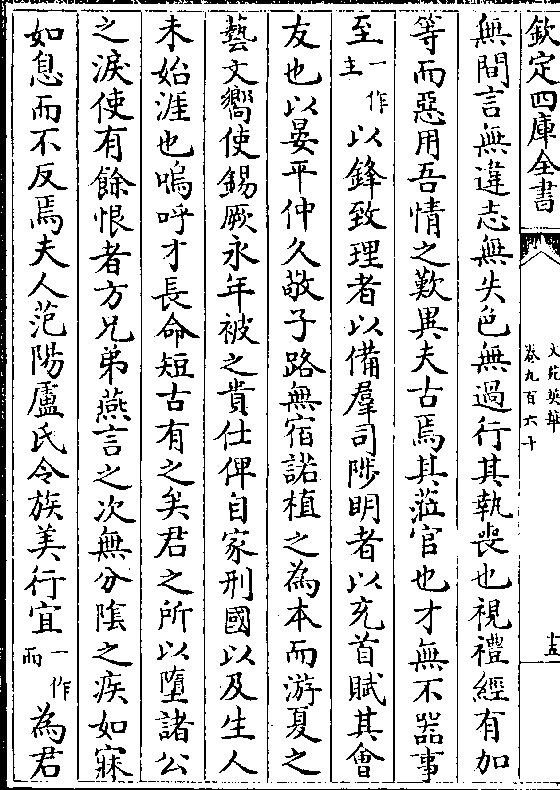 欽定四庫全書
文苑英華
卷九百六十
十五
無間言無違志無失色無過行其執喪也視禮經有加
等而惡用吾情之歎異夫古焉其蒞官也才無不器事
至一作主以鋒致理者以備羣司陟明者以充首賦其會
友也以晏平仲久敬子路無宿諾植之為本而游夏之
藝文嚮使錫厥永年被之貴仕俾自家刑國以及生人
未始涯也嗚呼才長命短古有之矣君之所以墮諸公
之淚使有餘恨者方兄弟燕言之次無分陰之疾如寐
如息而不反焉夫人范陽盧氏令族美行宜一作而為君